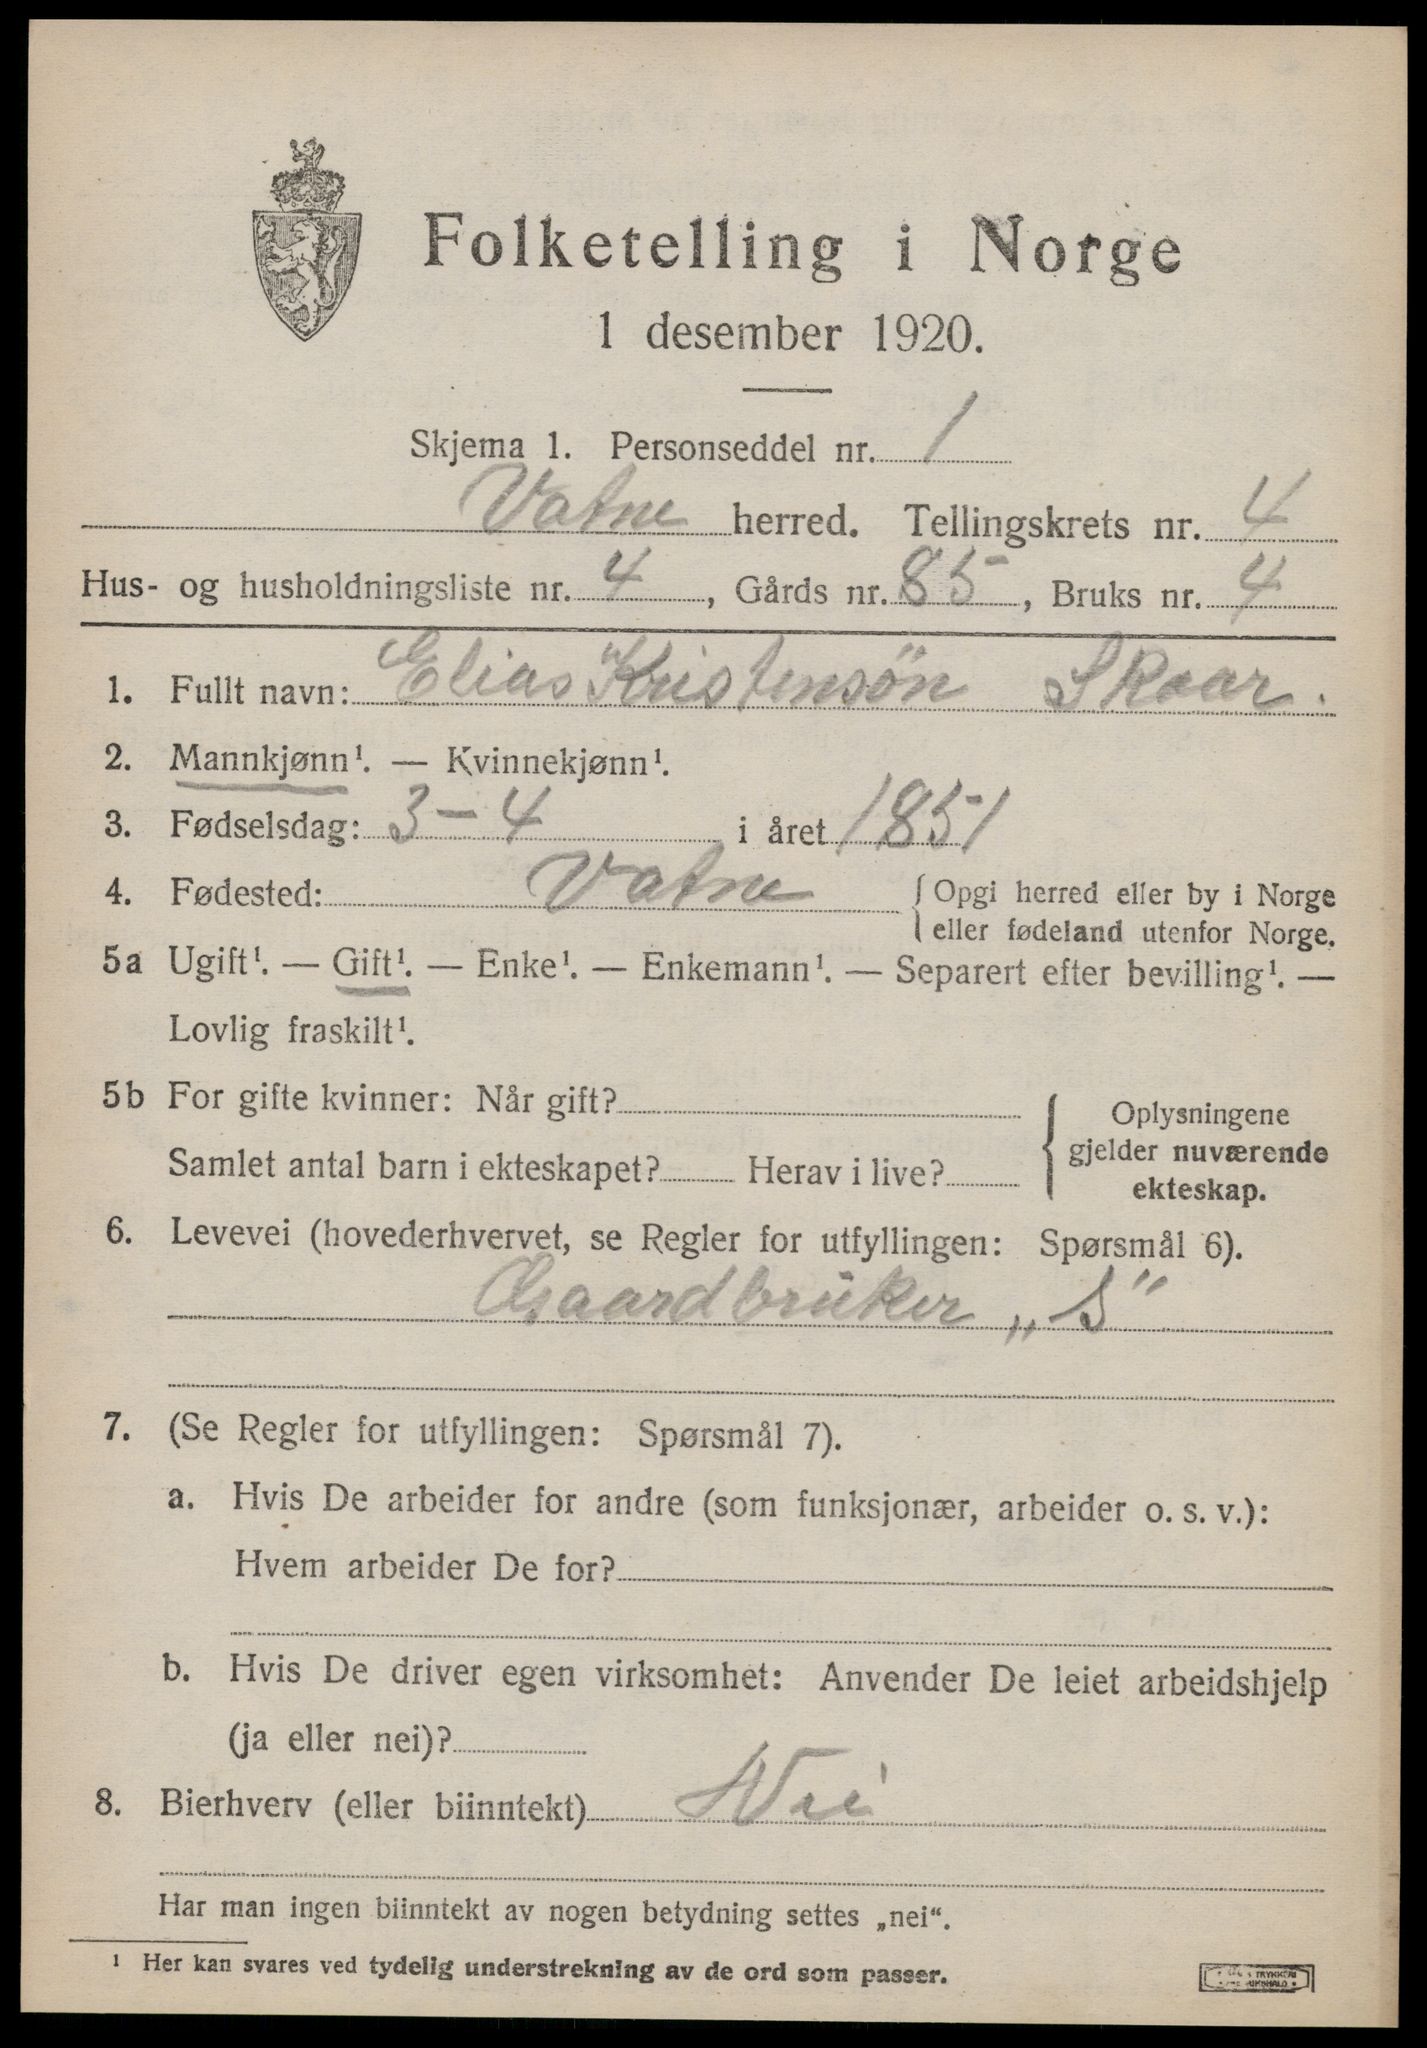 Folketelling i Norge
1 desember 1920.
Skjema 1. Personseddel nr. 1
Vatne herred. Tellingskrets nr. 4
Hus- og husholdningsliste nr. 4, Gårds nr. 85, Bruks nr. 4
1. Fullt navn: Elias Kristensön Skaar.
2. Mannkjønn¹. — Kvinnekjønn¹.
3. Fødselsdag: 3-4 i året 1851
4. Fødested: Vatne { Opgi herred eller by i Norge
eller fødeland utenfor Norge.
5a Ugift¹. — Gift¹. — Enke¹. — Enkemann¹. — Separert efter bevilling¹. —
Lovlig fraskilt¹.
5b For gifte kvinner: Når gift?
Samlet antal barn i ekteskapet? Herav i live?
{ Oplysningene
gjelder nuværende
ekteskap.
6. Levevei (hovederhvervet, se Regler for utfyllingen: Spørsmål 6).
Gaardbrüker „S"
7. (Se Regler for utfyllingen: Spørsmål 7).
a. Hvis De arbeider for andre (som funksjonær, arbeider o. s. v.):
Hvem arbeider De for?
b. Hvis De driver egen virksomhet: Anvender De leiet arbeidshjelp
(ja eller nei)?
8. Bierhverv (eller biinntekt) Nei
Har man ingen biinntekt av nogen betydning settes „nei“.
¹ Her kan svares ved tydelig understrekning av de ord som passer.